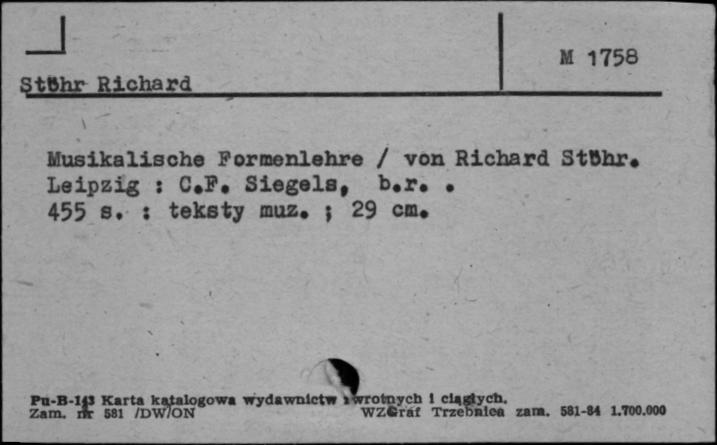 M 1758
Stöhr Richard
Musikalische Formenlehre / von Richard Stöhr.
Leipzig : C.F. Siegels, b.r. .
455 s. : teksty muz. ; 29 cm.
Pu-B-143 Karta katalogowa wydawnictw zwrotnych i ciągłych.
Zam. nr 581 /DW/ON WZGraf Trzebnica zam. 581-84 1.700.000